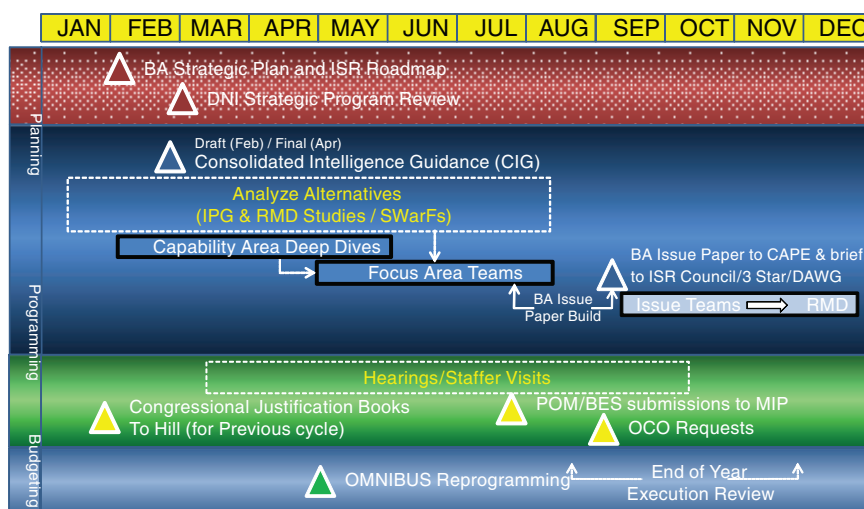 JAN FEB MAR APR MAY JUN JUL AUG SEP OCT NOV DEC
BA Strategic Plan and ISR Roadmap
DNI Strategic Program Review
Planning
Draft (Feb) / Final (Apr)
Consolidated Intelligence Guidance (CIG)
Analyze Alternatives
(IPG & RMD Studies / SWarFs)
Capability Area Deep Dives
Focus Area Teams
BA Issue Paper to CAPE & brief
to ISR Council/3 Star/DAWG
BA Issue
Paper Build
Issue Teams RMD
Programming
Hearings/Staffer Visits
Congressional Justification Books
To Hill (for Previous cycle)
POM/BES submissions to MIP
OCO Requests
Budgeting
OMNIBUS Reprogramming
End of Year
Execution Review